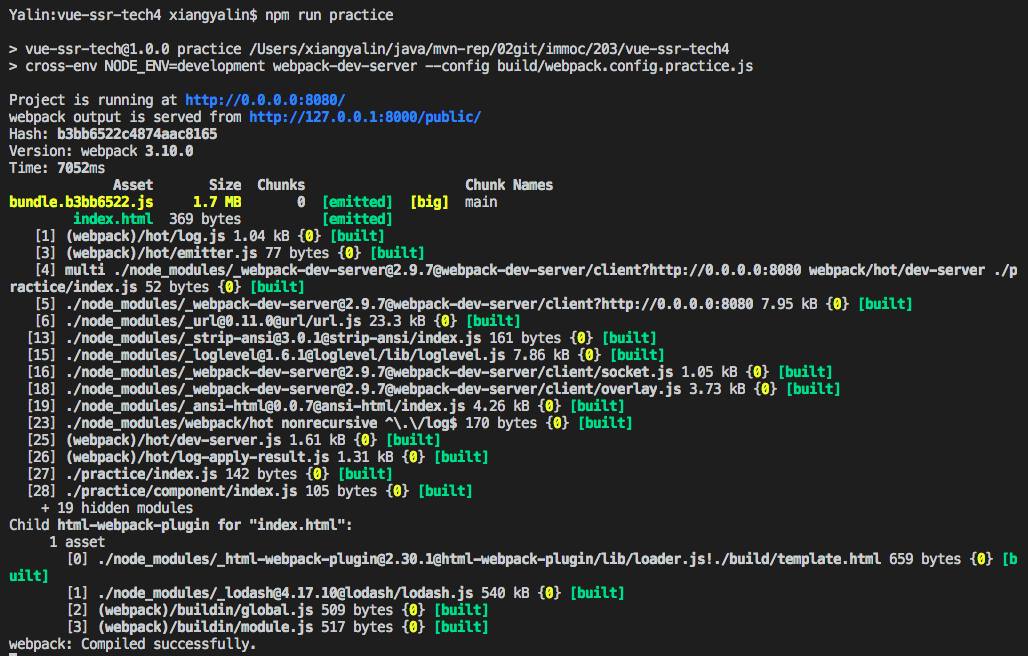 Yalin:vue-ssr-tech4 xiangyalin$ npm run practice
> vue-ssr-tech@1.0.0 practice /Users/xiangyalin/java/mvn-rep/02git/immoc/203/vue-ssr-tech4
> cross-env NODE_ENV=development webpack-dev-server --config build/webpack.config.practice.js
Project is running at http://0.0.0.0:8080/
webpack output is served from http://127.0.0.1:8000/public/
Hash: b3bb6522c4874aac8165
Version: webpack 3.10.0
Time: 7052ms
Asset Size Chunks Chunk Names
bundle.b3bb6522.js 1.7 MB 0 [emitted] [big] main
index.html 369 bytes [emitted]
[1] (webpack)/hot/log.js 1.04 kB {0} [built]
[3] (webpack)/hot/emitter.js 77 bytes {0} [built]
[4] multi ./node_modules/_webpack-dev-server@2.9.7@webpack-dev-server/client?http://0.0.0.0:8080 webpack/hot/dev-server ./p
ractice/index.js 52 bytes {0} [built]
[5] ./node_modules/_webpack-dev-server@2.9.7@webpack-dev-server/client?http://0.0.0.0:8080 7.95 kB {0} [built]
[6] ./node_modules/_url@0.11.0@url/url.js 23.3 kB {0} [built]
[13] ./node_modules/_strip-ansi@3.0.1@strip-ansi/index.js 161 bytes {0} [built]
[15] ./node_modules/_loglevel@1.6.1@loglevel/lib/loglevel.js 7.86 kB {0} [built]
[16] ./node_modules/_webpack-dev-server@2.9.7@webpack-dev-server/client/socket.js 1.05 kB {0} [built]
[18] ./node_modules/_webpack-dev-server@2.9.7@webpack-dev-server/client/overlay.js 3.73 kB {0} [built]
[19] ./node_modules/_ansi-html@0.0.7@ansi-html/index.js 4.26 kB {0} [built]
[23] ./node_modules/webpack/hot nonrecursive ^\.\/log$ 170 bytes {0} [built]
[25] (webpack)/hot/dev-server.js 1.61 kB {0} [built]
[26] (webpack)/hot/log-apply-result.js 1.31 kB {0} [built]
[27] ./practice/index.js 142 bytes {0} [built]
[28] ./practice/component/index.js 105 bytes {0} [built]
+ 19 hidden modules
Child html-webpack-plugin for "index.html":
1 asset
[0] ./node_modules/_html-webpack-plugin@2.30.1@html-webpack-plugin/lib/loader.js!./build/template.html 659 bytes {0} [b
uilt]
[1] ./node_modules/_lodash@4.17.10@lodash/lodash.js 540 kB {0} [built]
[2] (webpack)/buildin/global.js 509 bytes {0} [built]
[3] (webpack)/buildin/module.js 517 bytes {0} [built]
webpack: Compiled successfully.